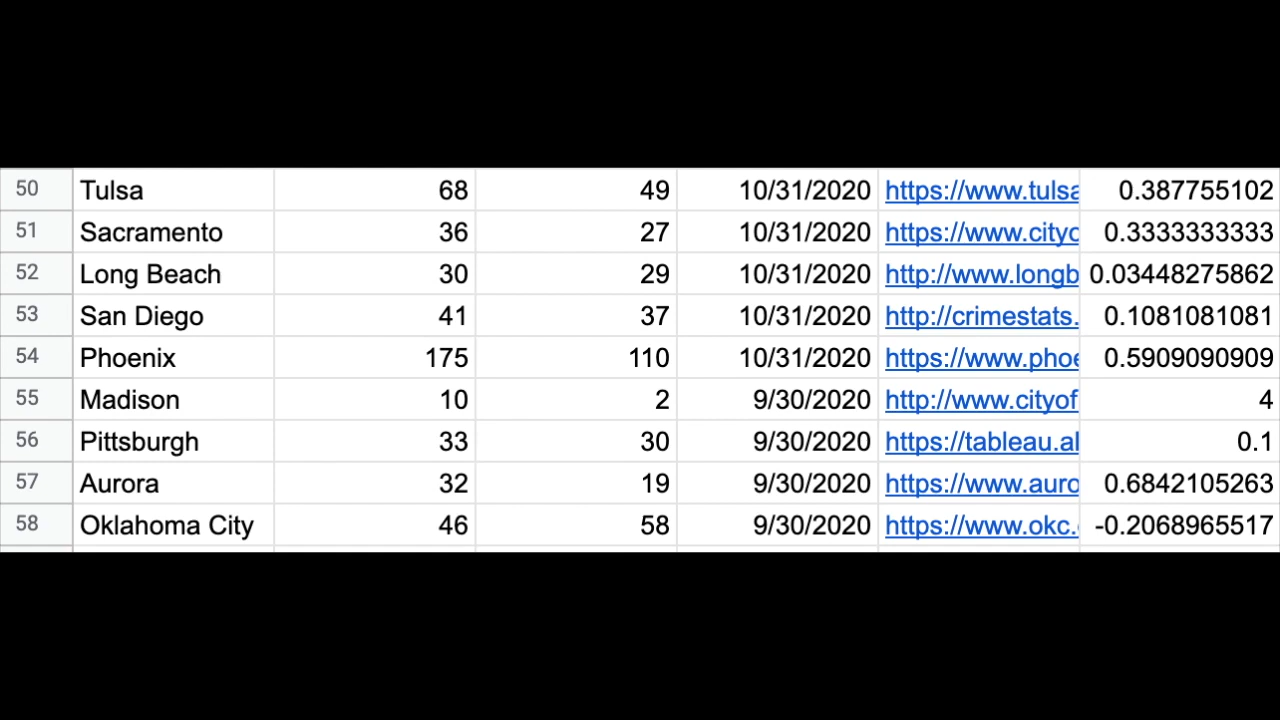 50 Tulsa 68 49 10/31/2020 https://www.tulsa 0.387755102
51 Sacramento 36 27 10/31/2020 https://www.cityo 0.3333333333
52 Long Beach 30 29 10/31/2020 http://www.longb 0.03448275862
53 San Diego 41 37 10/31/2020 http://crimestats. 0.1081081081
54 Phoenix 175 110 10/31/2020 https://www.phoe 0.5909090909
55 Madison 10 2 9/30/2020 http://www.cityof 4
56 Pittsburgh 33 30 9/30/2020 https://tableau.al 0.1
57 Aurora 32 19 9/30/2020 https://www.auro 0.6842105263
58 Oklahoma City 46 58 9/30/2020 https://www.okc. -0.2068965517